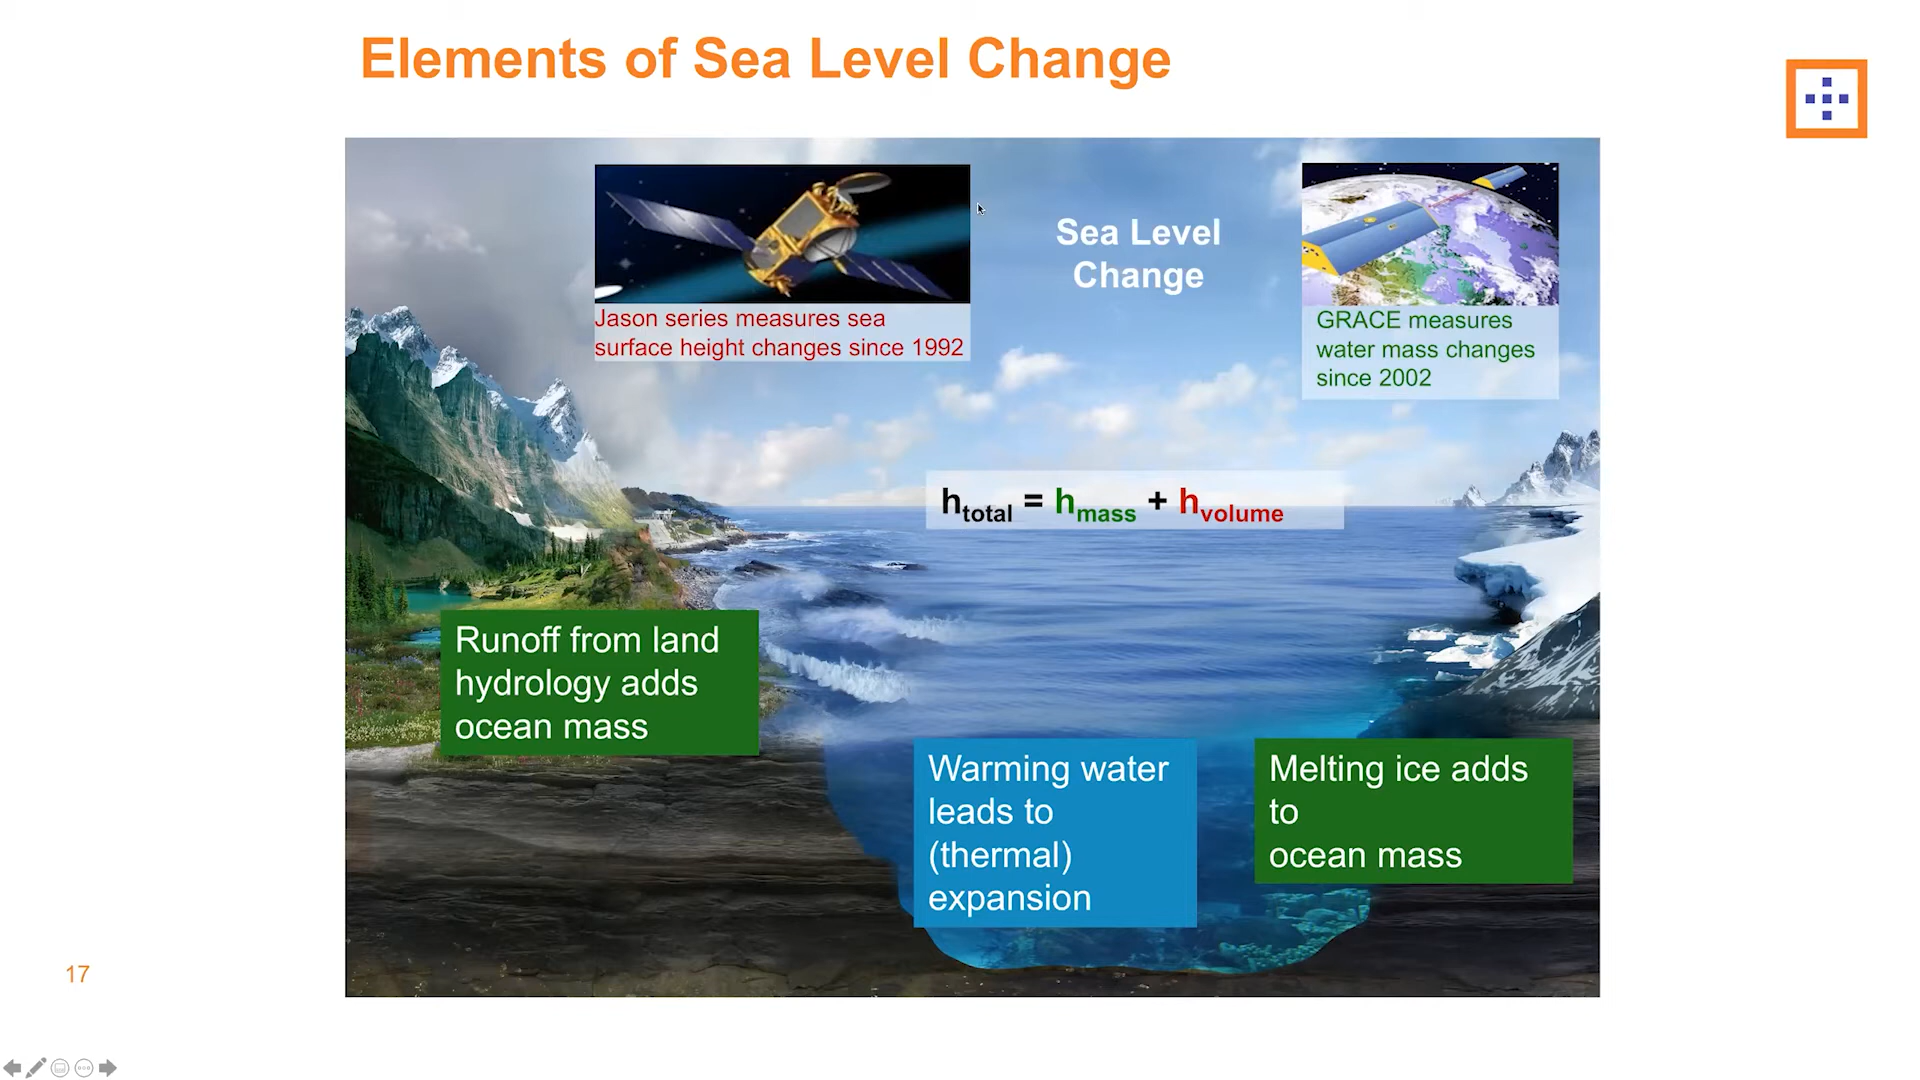 Elements of Sea Level Change
Sea Level
Change
Jason series measures sea
surface height changes since 1992
GRACE measures
water mass changes
since 2002
htotal = hmass + hvolume
Runoff from land
hydrology adds
ocean mass
Warming water
leads to
(thermal)
expansion
Melting ice adds
to
ocean mass
17